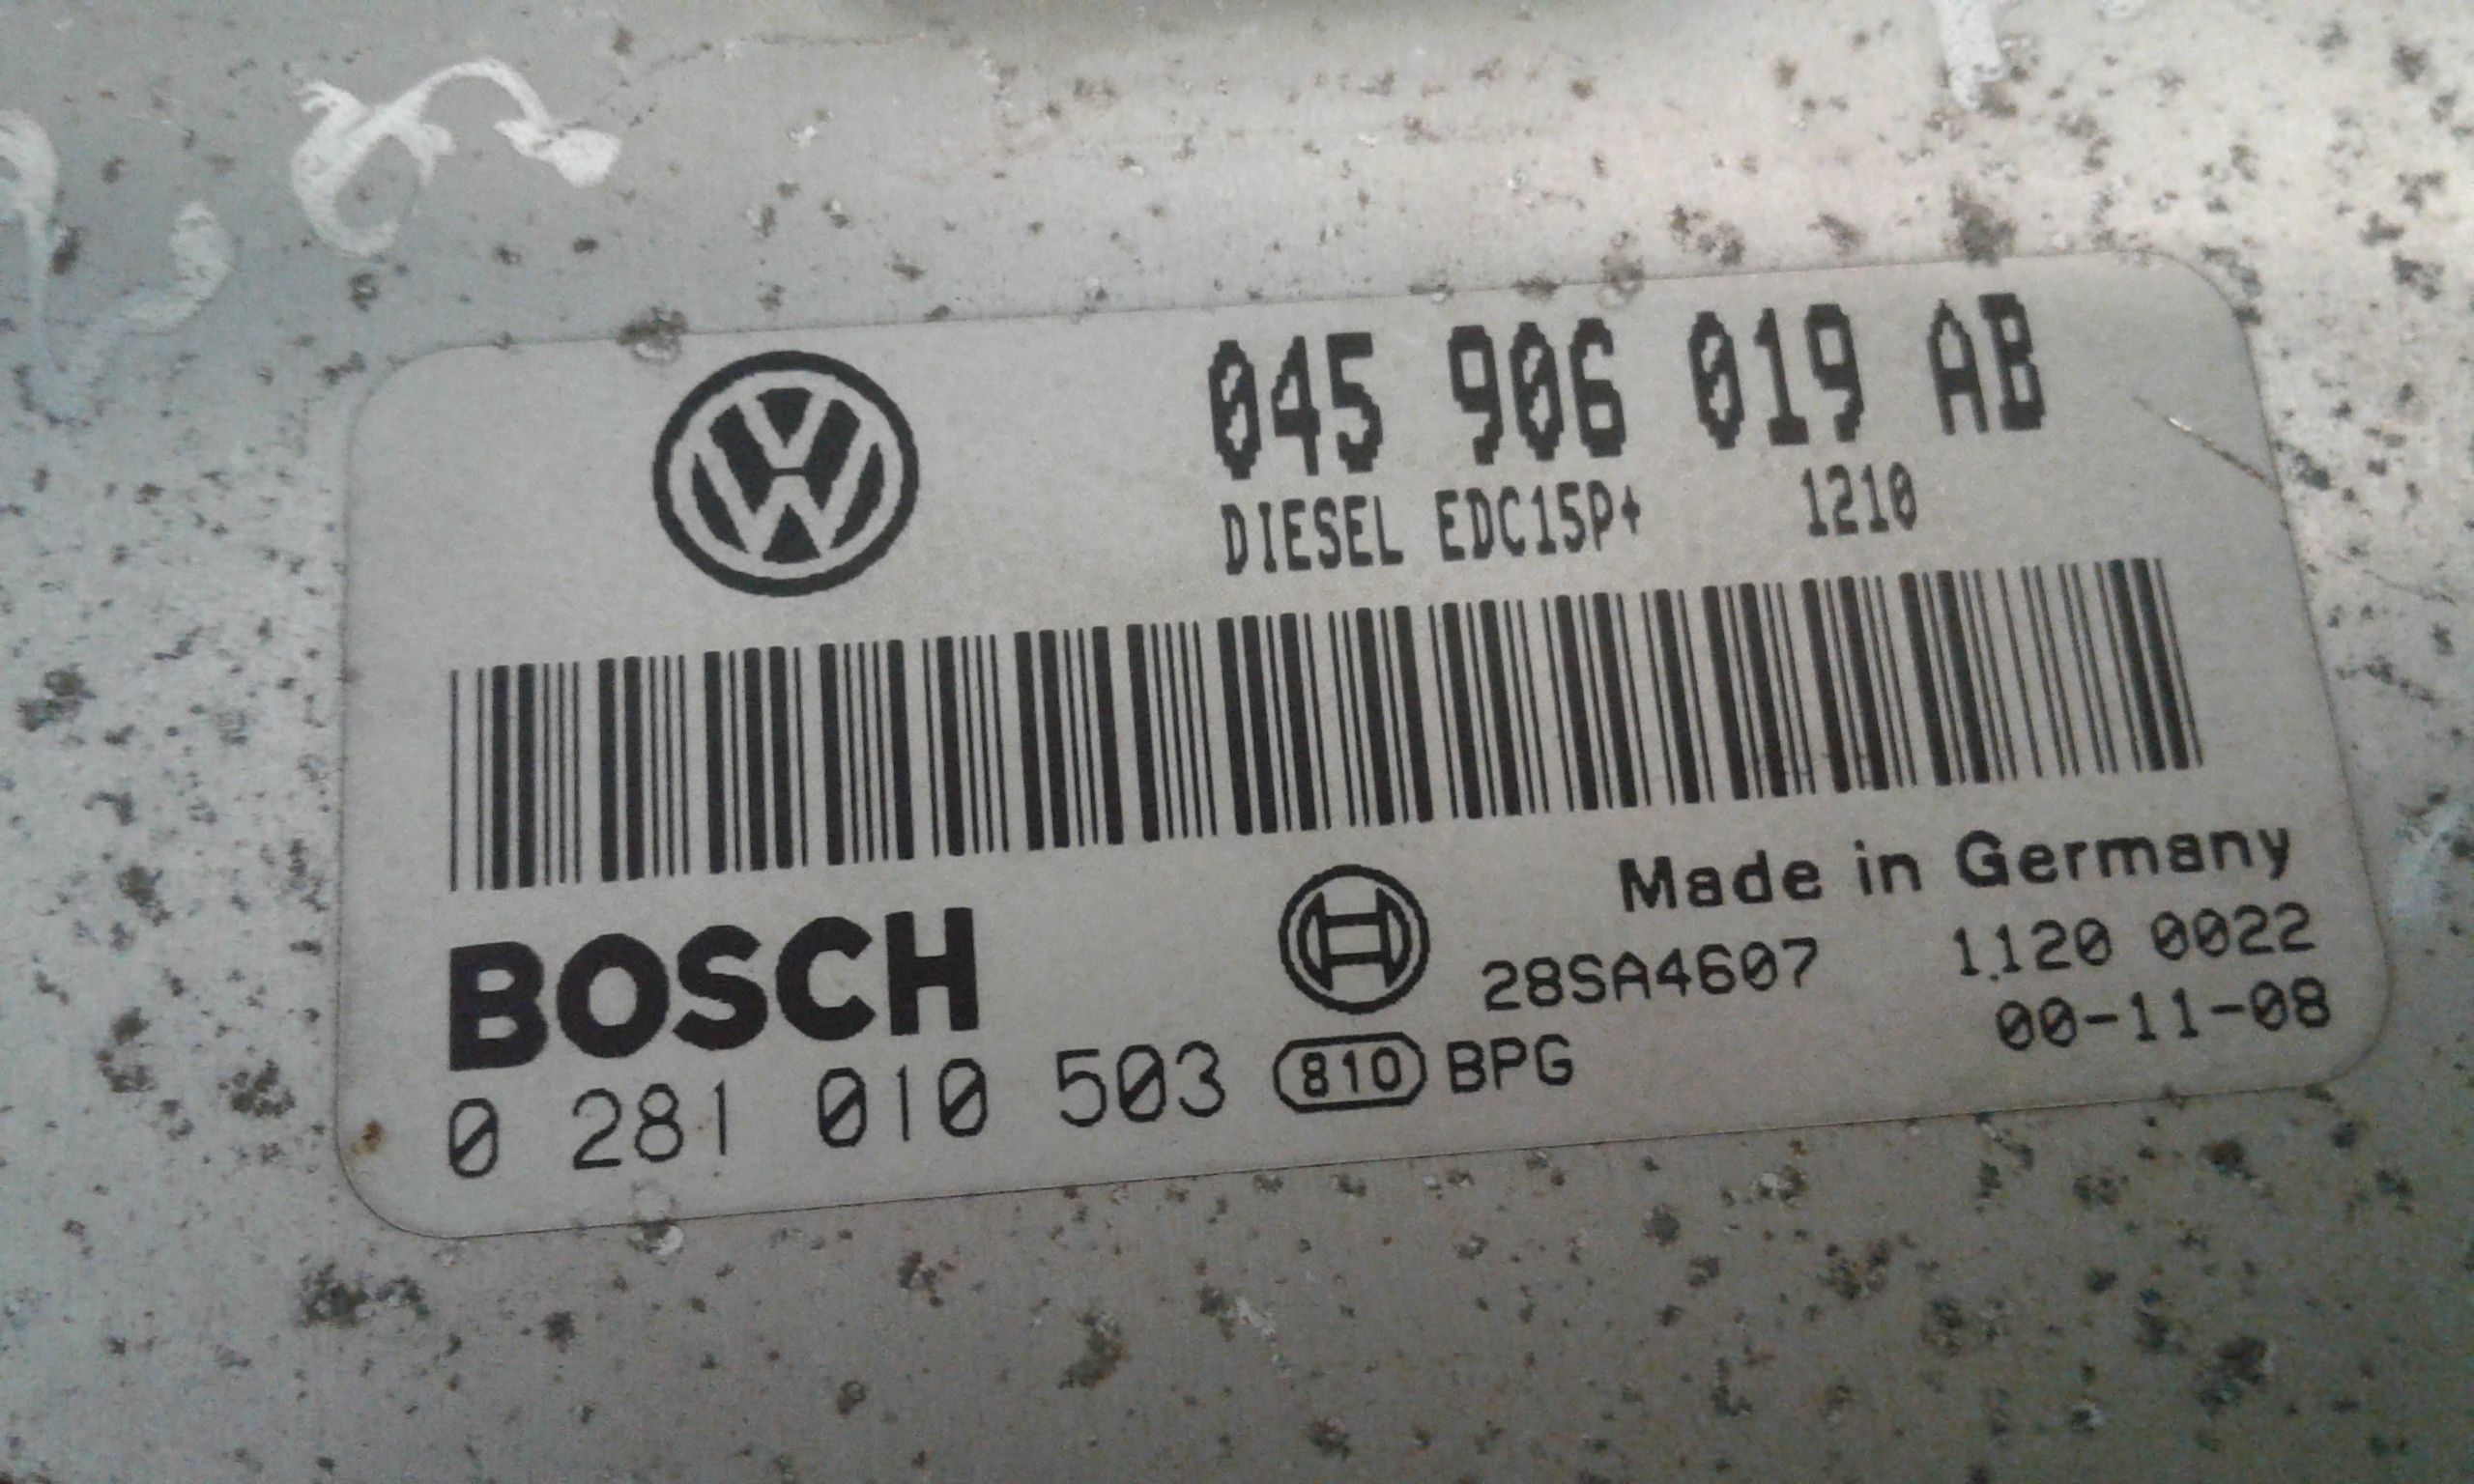 045 906 019 AB
DIESEL EDC15P+ 1210
Made in Germany
BOSCH 28SA4607 1120 0022
00-11-08
0 281 010 503 810 BPG